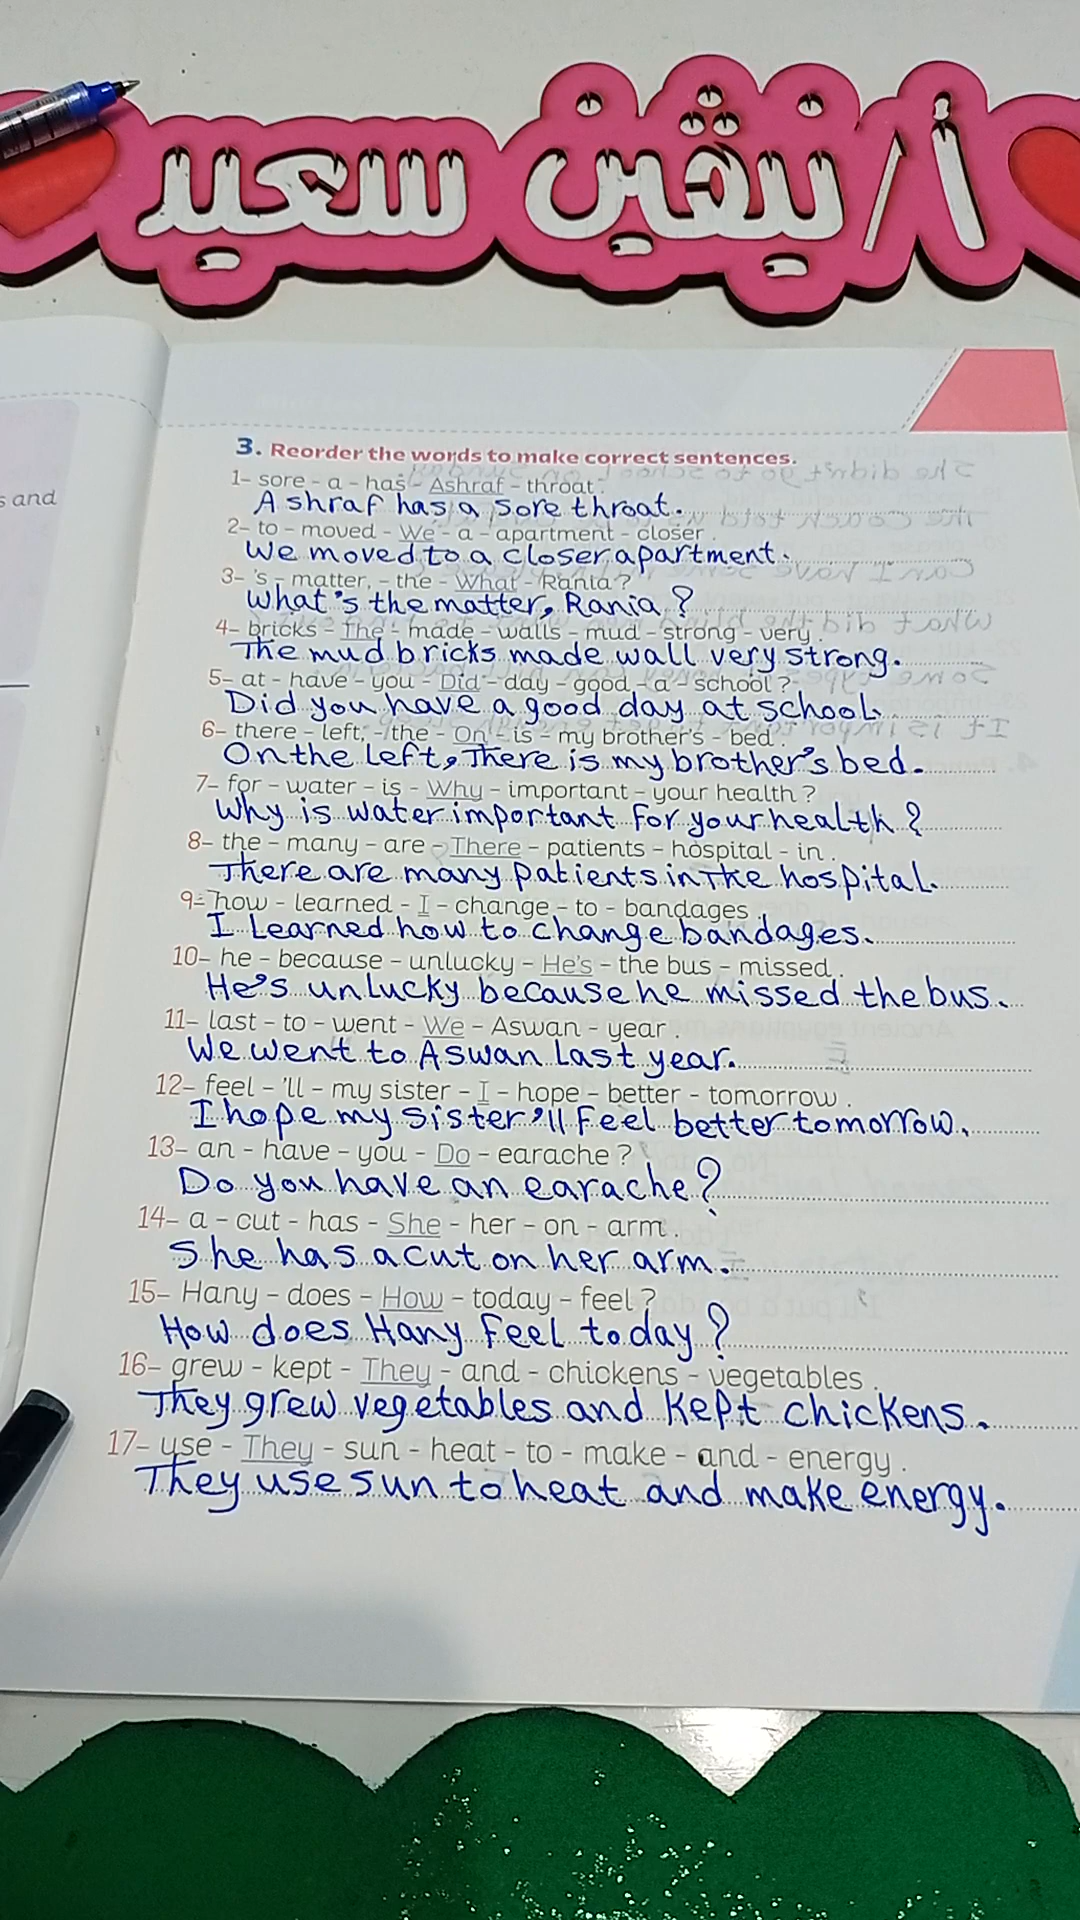 أ/نيفين سعيد
s and
3. Reorder the words to make correct sentences.
1- sore - a - has - Ashraf - throat.
Ashraf has a sore throat.
2- to - moved - We - a - apartment - closer.
We moved to a closer apartment.
3- 's - matter, - the - What - Rania?
What's the matter, Rania?
4- bricks - The - made - walls - mud - strong - very.
The mud bricks made wall very strong.
5- at - have - you - Did - day - good - a - school?
Did you have a good day at school.
6- there - left, - the - On - is - my brother's - bed.
On the left, There is my brother's bed.
7- for - water - is - Why - important - your health?
Why is water important for your health?
8- the - many - are - There - patients - hospital - in.
There are many patients in the hospital.
9- how - learned - I - change - to - bandages.
I Learned how to change bandages.
10- he - because - unlucky - He's - the bus - missed.
He's unlucky because he missed the bus.
11- last - to - went - We - Aswan - year.
We went to Aswan Last year.
12- feel - 'll - my sister - I - hope - better - tomorrow.
I hope my sister'll feel better tomorrow.
13- an - have - you - Do - earache?
Do you have an earache?
14- a - cut - has - She - her - on - arm.
She has a cut on her arm.
15- Hany - does - How - today - feel?
How does Hany feel today?
16- grew - kept - They - and - chickens - vegetables.
They grew vegetables and kept chickens.
17- use - They - sun - heat - to - make - and - energy.
They use sun to heat and make energy.